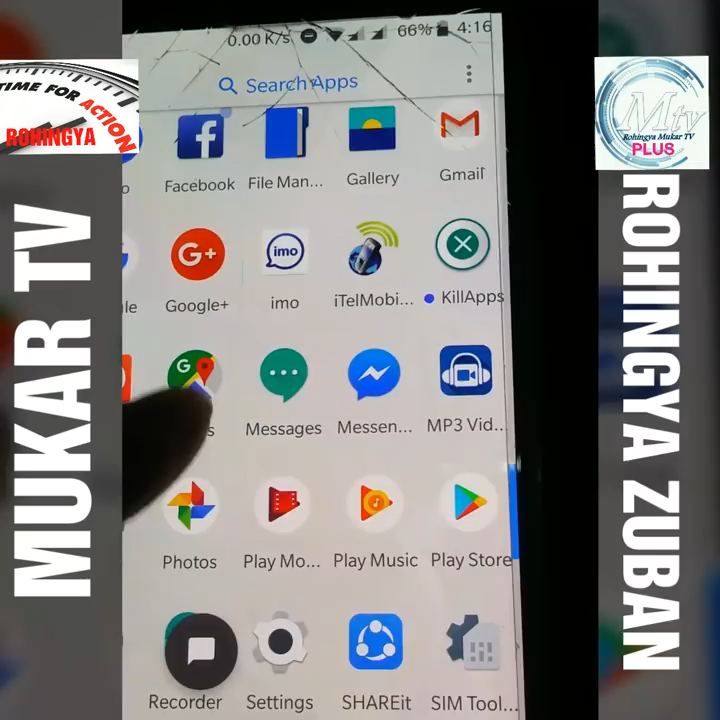 0.00 K/s 66% 4:16
Search Apps
TIME FOR ACTION
ROHINGYA
Mtv
Rohingya Mukar TV
PLUS
Facebook
File Man...
Gallery
Gmail
G+
imo
Google+
imo
iTelMobi...
KillApps
G
Messages
Messen...
MP3 Vid...
Photos
Play Mo...
Play Music
Play Store
Recorder
Settings
SHAREit
SIM Tool...
MUKAR TV
ROHINGYA ZUBAN